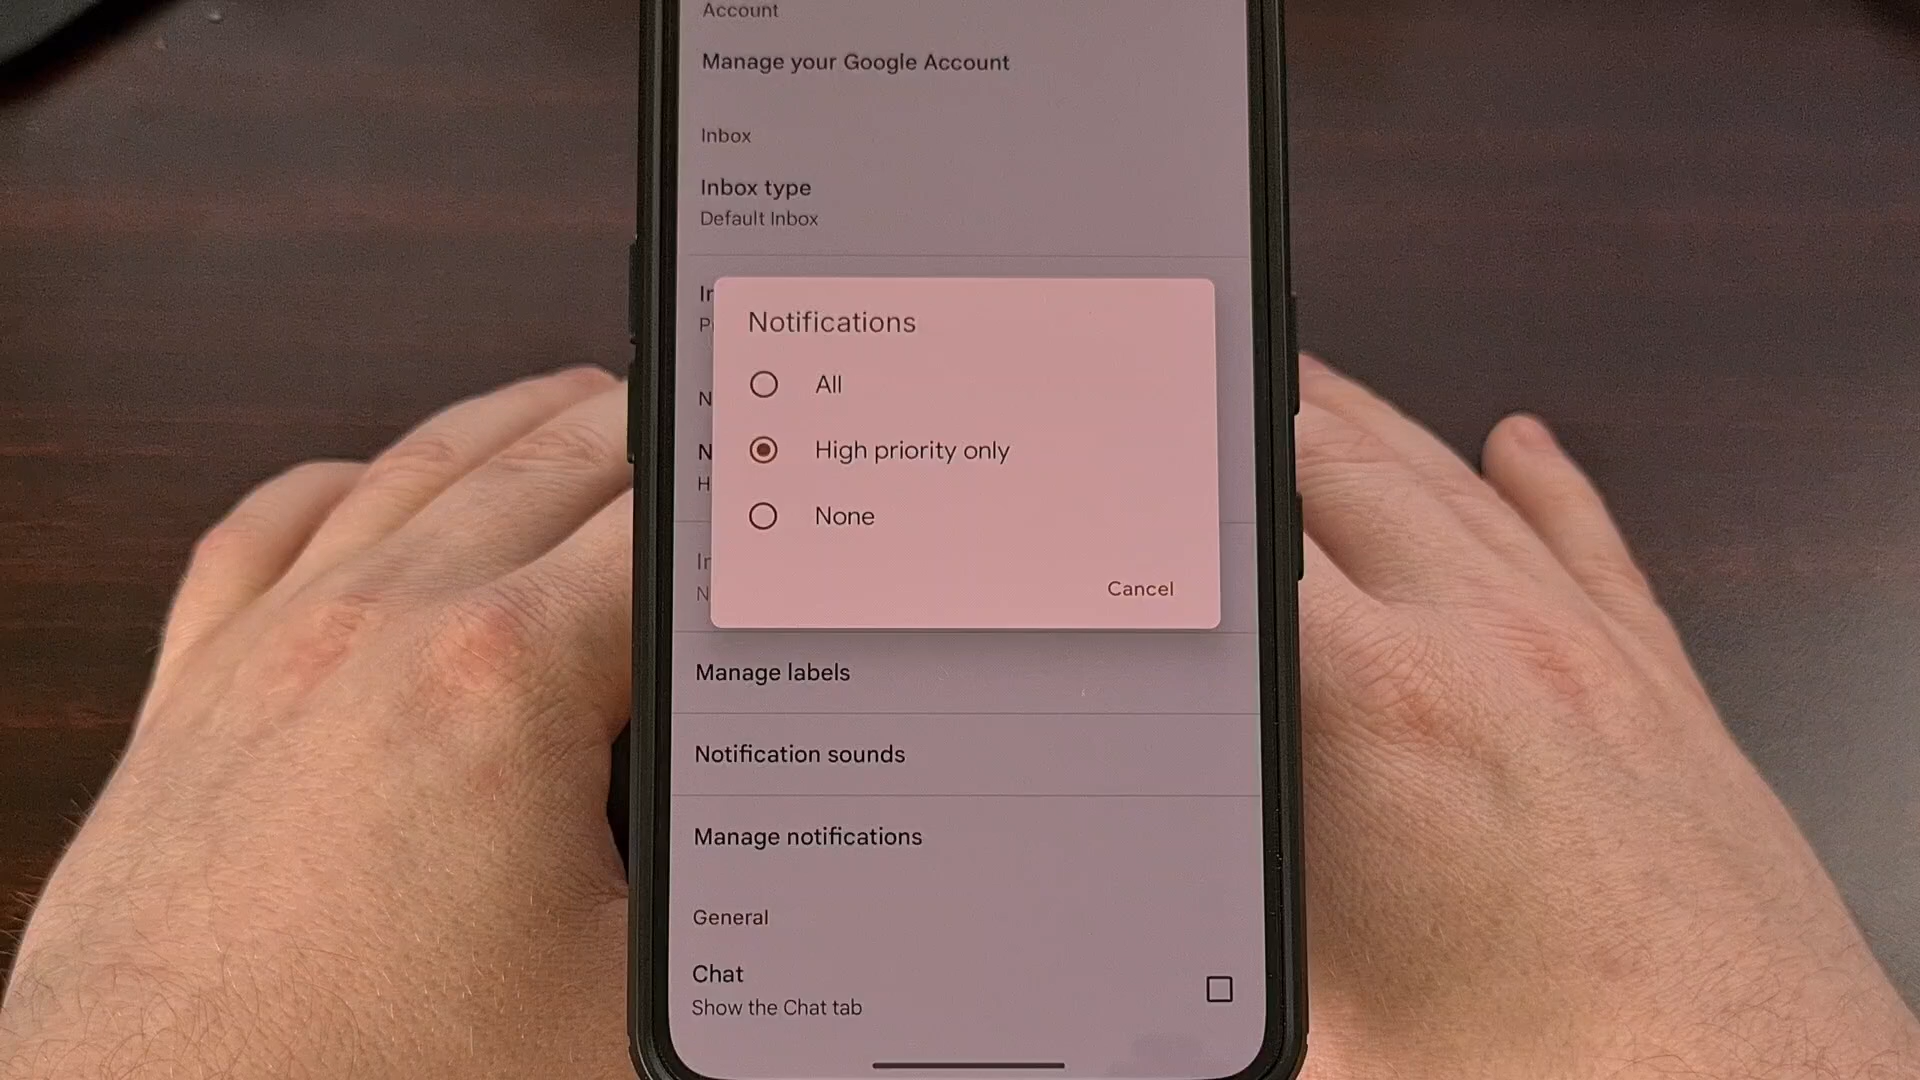 Account
Manage your Google Account
Inbox
Inbox type
Default Inbox
Notifications
All
High priority only
None
Cancel
Manage labels
Notification sounds
Manage notifications
General
Chat
Show the Chat tab